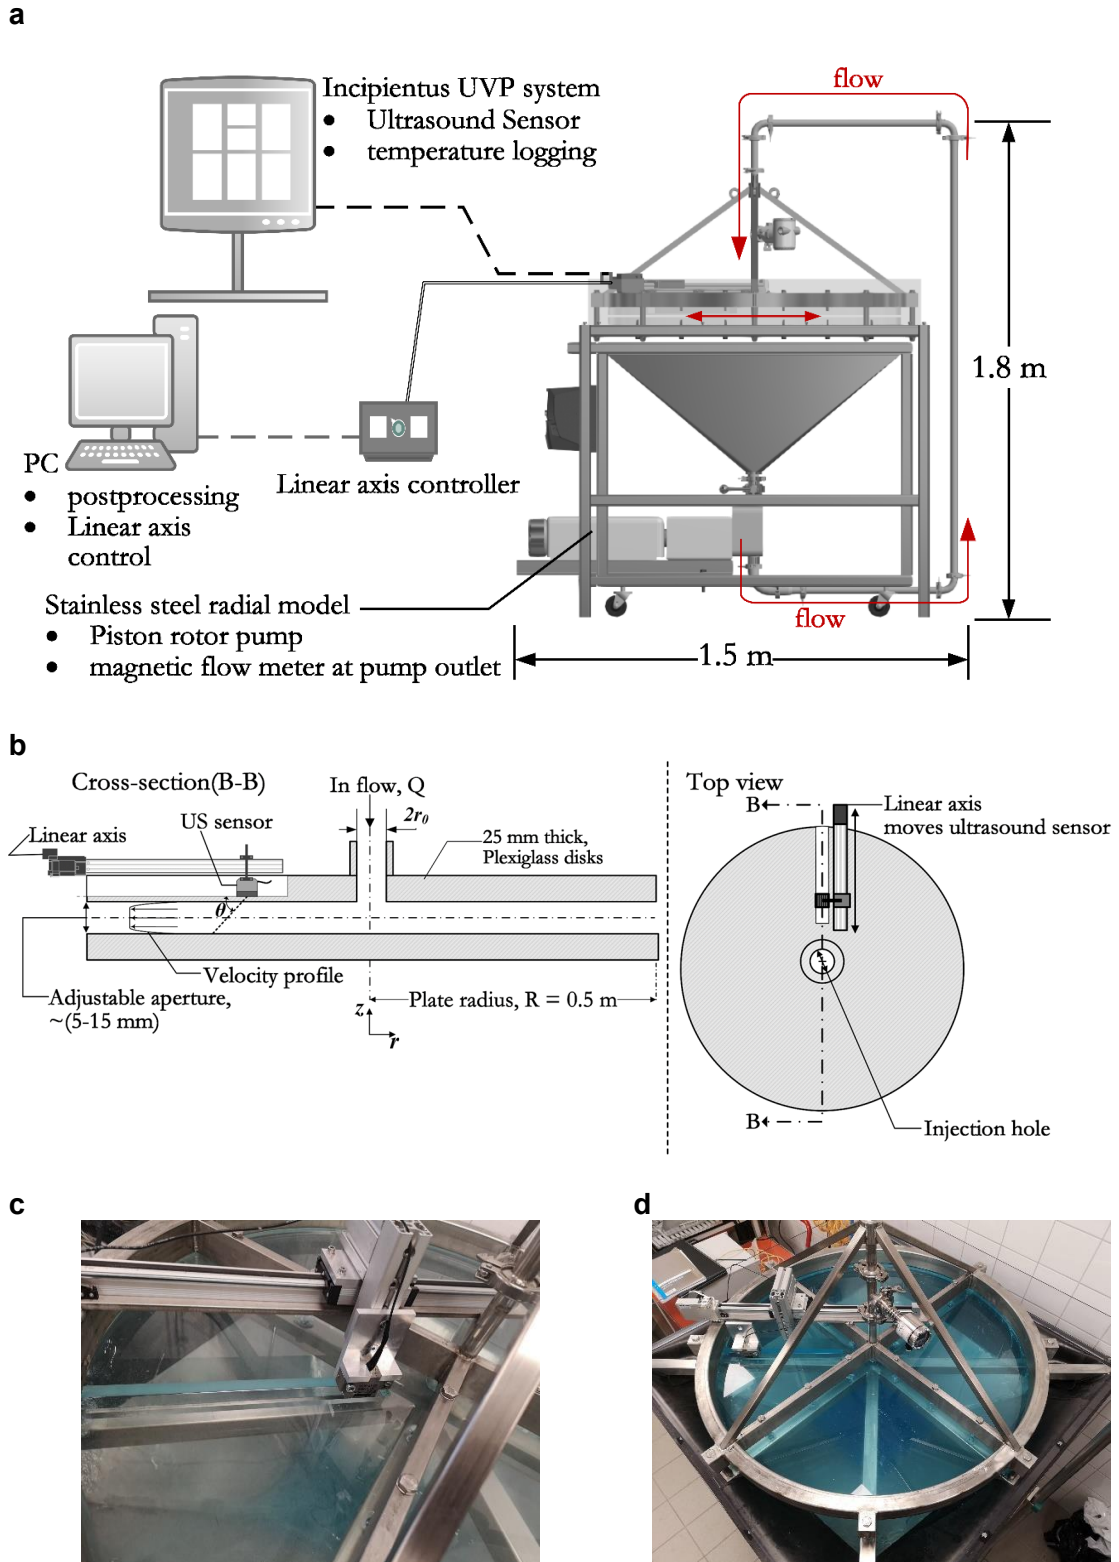 a
flow
Incipientus UVP system
• Ultrasound Sensor
• temperature logging
1.8 m
PC
• postprocessing
• Linear axis
control
Linear axis controller
Stainless steel radial model
• Piston rotor pump
• magnetic flow meter at pump outlet
flow
1.5 m
b
Cross-section(B-B)
In flow, Q
Top view
Linear axis
US sensor
2r₀
25 mm thick,
Plexiglass disks
B
Linear axis
moves ultrasound sensor
θ
Velocity profile
Adjustable aperture,
~(5-15 mm)
Plate radius, R = 0.5 m
z
r
B
Injection hole
c
d